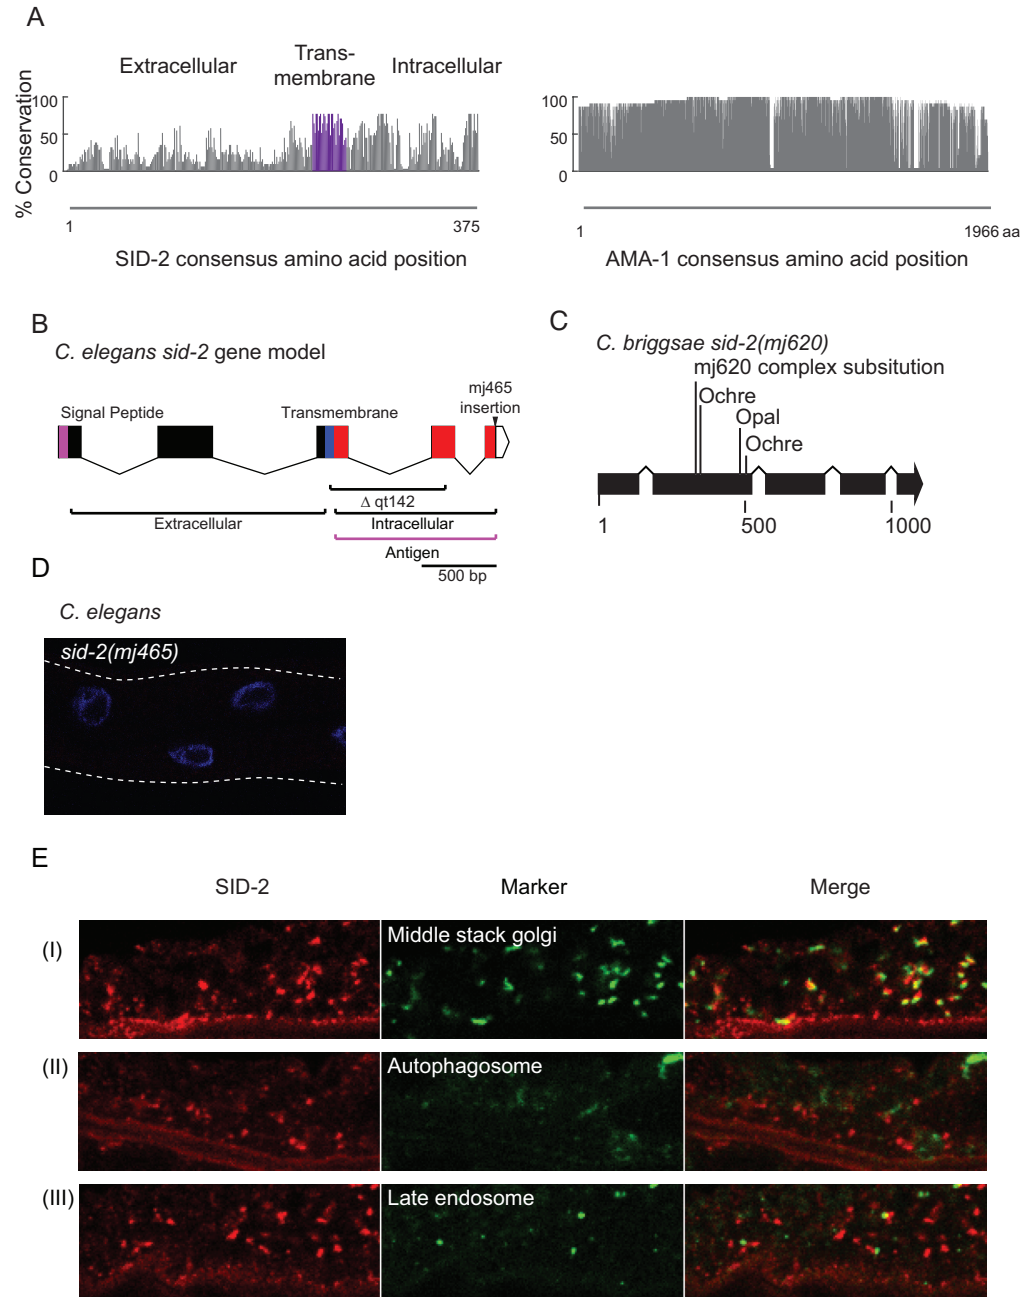 A
Extracellular
Trans-
membrane
Intracellular
% Conservation
100
50
0
1
375
SID-2 consensus amino acid position
100
50
0
1
1966 aa
AMA-1 consensus amino acid position
B
C. elegans sid-2 gene model
Signal Peptide
Transmembrane
mj465
insertion
Δ qt142
Extracellular
Intracellular
Antigen
500 bp
C
C. briggsae sid-2(mj620)
mj620 complex subsitution
Ochre
Opal
Ochre
1
500
1000
D
C. elegans
sid-2(mj465)
E
SID-2
Marker
Merge
(I)
Middle stack golgi
(II)
Autophagosome
(III)
Late endosome